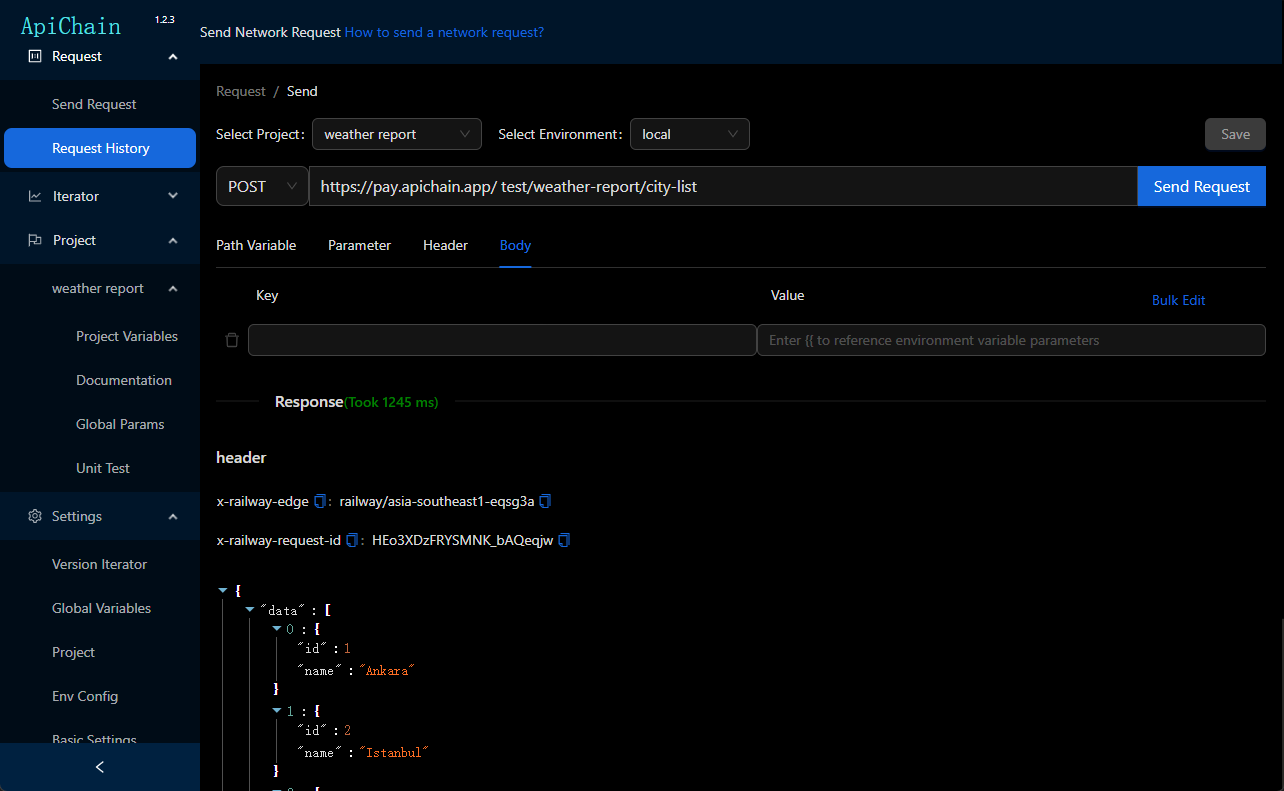 ApiChain 1.2.3
Send Network Request How to send a network request?
Request
Send Request
Request History
Iterator
Project
weather report
Project Variables
Documentation
Global Params
Unit Test
Settings
Version Iterator
Global Variables
Project
Env Config
Basic Settings
Request / Send
Select Project: weather report Select Environment: local Save
POST https://pay.apichain.app/ test/weather-report/city-list Send Request
Path Variable Parameter Header Body
Key Value Bulk Edit
Enter {{ to reference environment variable parameters
Response(Took 1245 ms)
header
x-railway-edge : railway/asia-southeast1-eqsg3a
x-railway-request-id : HEo3XDzFRYSMNK_bAQeqjw
{
"data" : [
0 : {
"id" : 1
"name" : "Ankara"
}
1 : {
"id" : 2
"name" : "Istanbul"
}